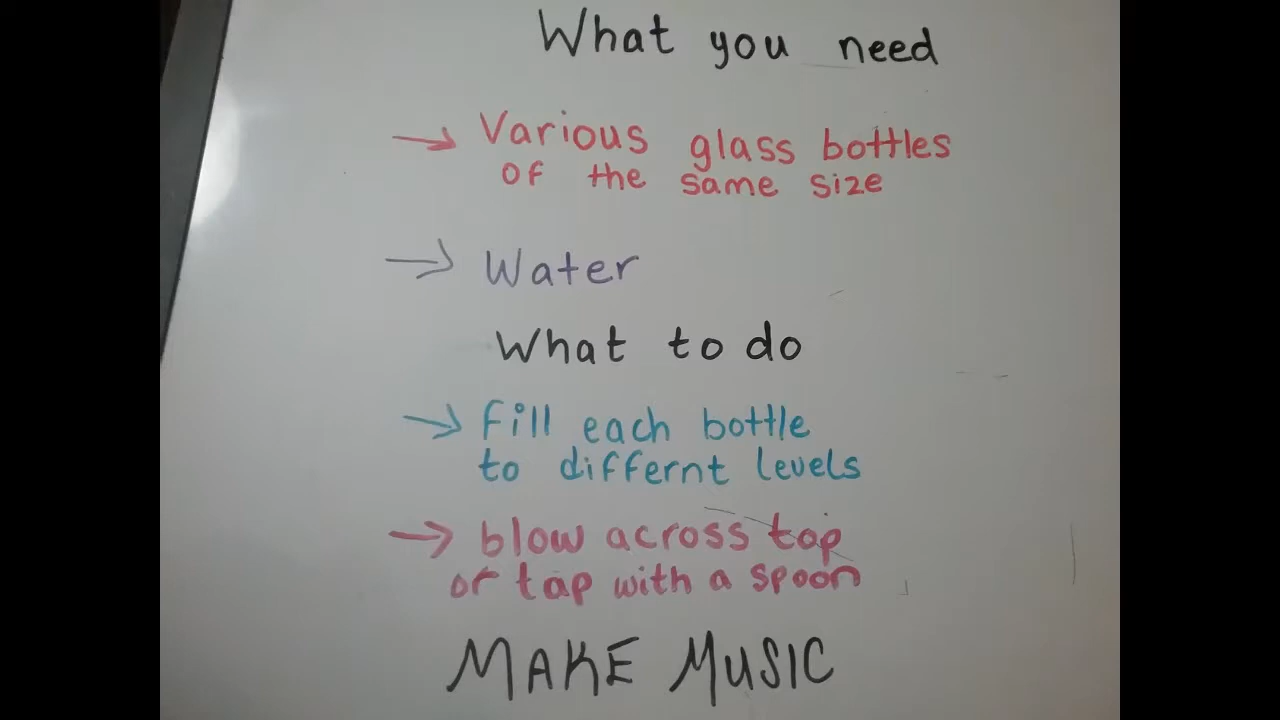 What you need
→ Various glass bottles
of the same size
→ Water
What to do
→ Fill each bottle
to differnt levels
→ blow across top
or tap with a spoon
MAKE MUSIC